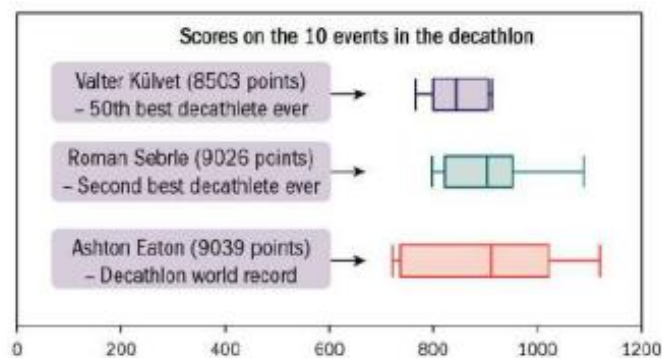 Scores on the 10 events in the decathlon
Valter Külvet (8503 points)
– 50th best decathlete ever
Roman Sebrle (9026 points)
– Second best decathlete ever
Ashton Eaton (9039 points)
– Decathlon world record
0 200 400 600 800 1000 1200